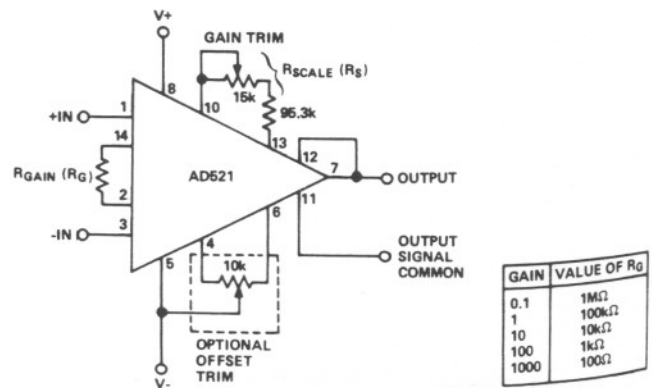 V+
GAIN TRIM
RSCALE (RS)
8
10
15k
95.3k
+IN
1
14
13
12
RGAIN (RG)
AD521
7
OUTPUT
2
11
6
-IN
3
4
5
10k
OUTPUT
SIGNAL
COMMON
OPTIONAL
OFFSET
TRIM
V-
GAIN VALUE OF RG
0.1 1MΩ
1 100kΩ
10 10kΩ
100 1kΩ
1000 100Ω